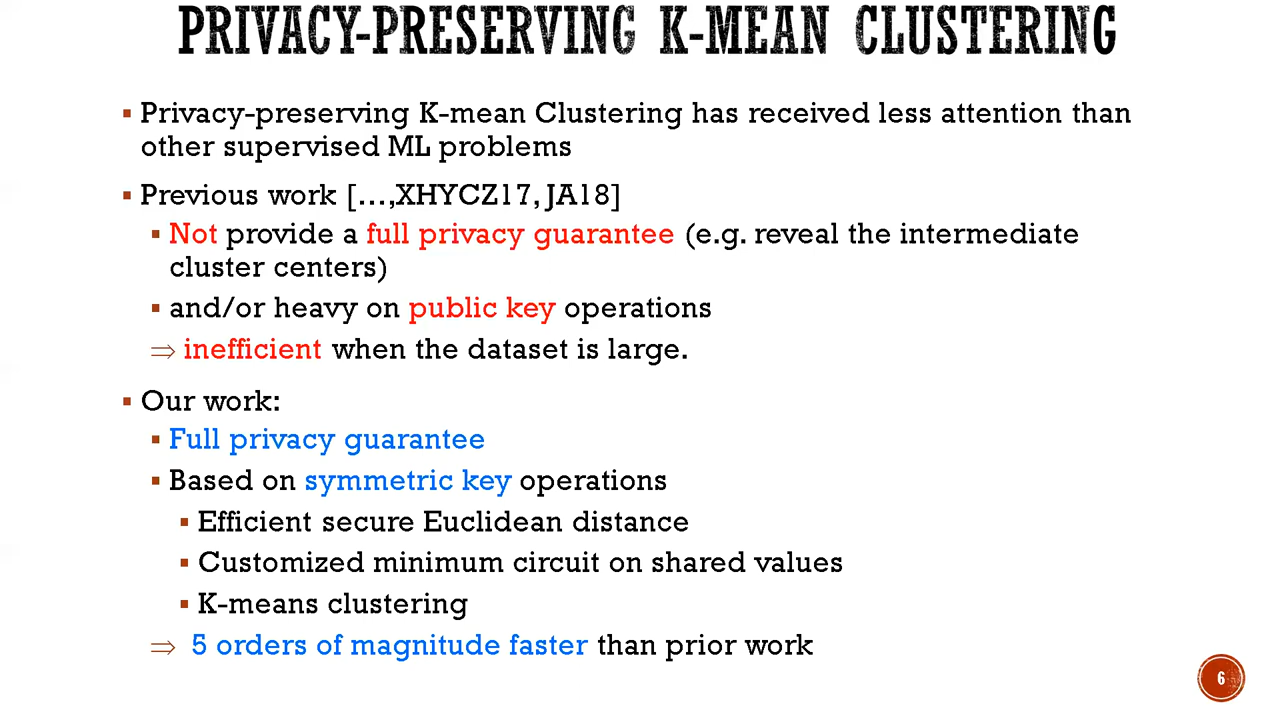 PRIVACY-PRESERVING K-MEAN CLUSTERING
▪ Privacy-preserving K-mean Clustering has received less attention than
other supervised ML problems
▪ Previous work [...,XHYCZ17, JA18]
▪ Not provide a full privacy guarantee (e.g. reveal the intermediate
cluster centers)
▪ and/or heavy on public key operations
⇒ inefficient when the dataset is large.
▪ Our work:
▪ Full privacy guarantee
▪ Based on symmetric key operations
▪ Efficient secure Euclidean distance
▪ Customized minimum circuit on shared values
▪ K-means clustering
⇒ 5 orders of magnitude faster than prior work
6